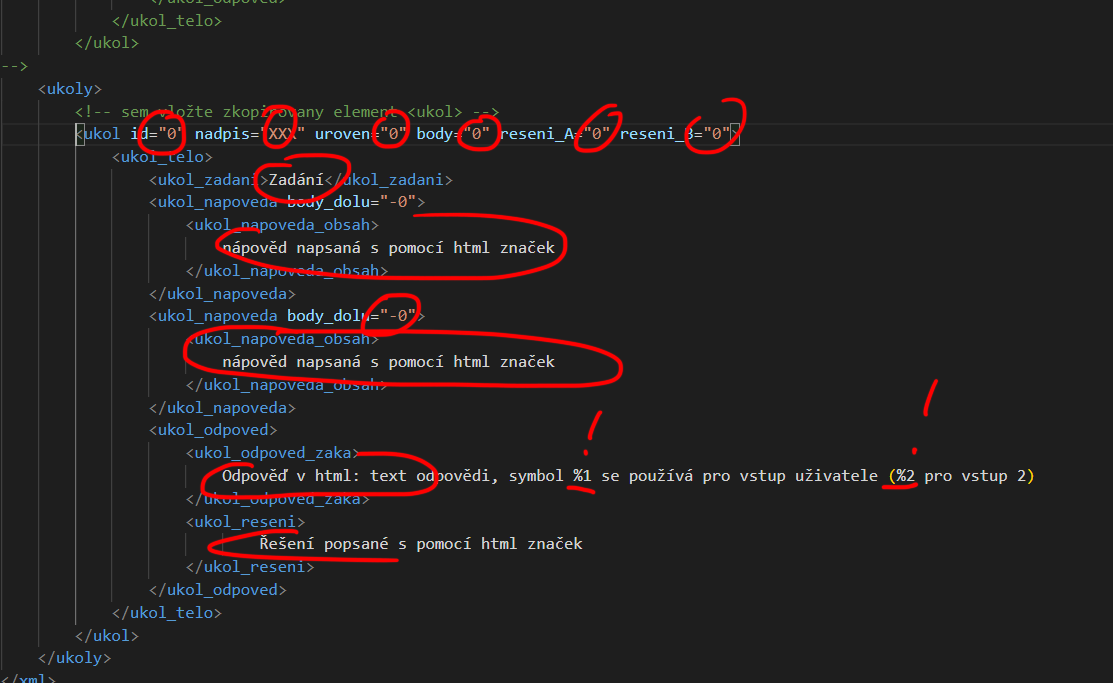 </ukol_odpoved>
</ukol_telo>
</ukol>
-->
<ukoly>
<!-- sem vložte zkopírovany element <ukol> -->
<ukol id="0" nadpis="XXX" uroven="0" body="0" reseni_A="0" reseni_B="0">
<ukol_telo>
<ukol_zadani>Zadání</ukol_zadani>
<ukol_napoveda body_dolu="-0">
<ukol_napoveda_obsah>
nápověd napsaná s pomocí html značek
</ukol_napoveda_obsah>
</ukol_napoveda>
<ukol_napoveda body_dolu="-0">
<ukol_napoveda_obsah>
nápověd napsaná s pomocí html značek
</ukol_napoveda_obsah>
</ukol_napoveda>
<ukol_odpoved>
<ukol_odpoved_zaka>
Odpověď v html: text odpovědi, symbol %1 se používá pro vstup uživatele (%2 pro vstup 2)
</ukol_odpoved_zaka>
<ukol_reseni>
Řešení popsané s pomocí html značek
</ukol_reseni>
</ukol_odpoved>
</ukol_telo>
</ukol>
</ukoly>
</xml>